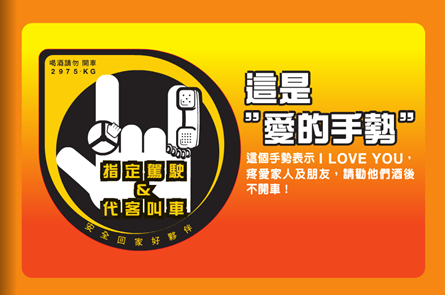 喝酒請勿 開車
2975·KG
指定駕駛
&
代客叫車
安全回家好夥伴
這是
"愛的手勢"
這個手勢表示 I LOVE YOU，
疼愛家人及朋友，請勸他們酒後
不開車！